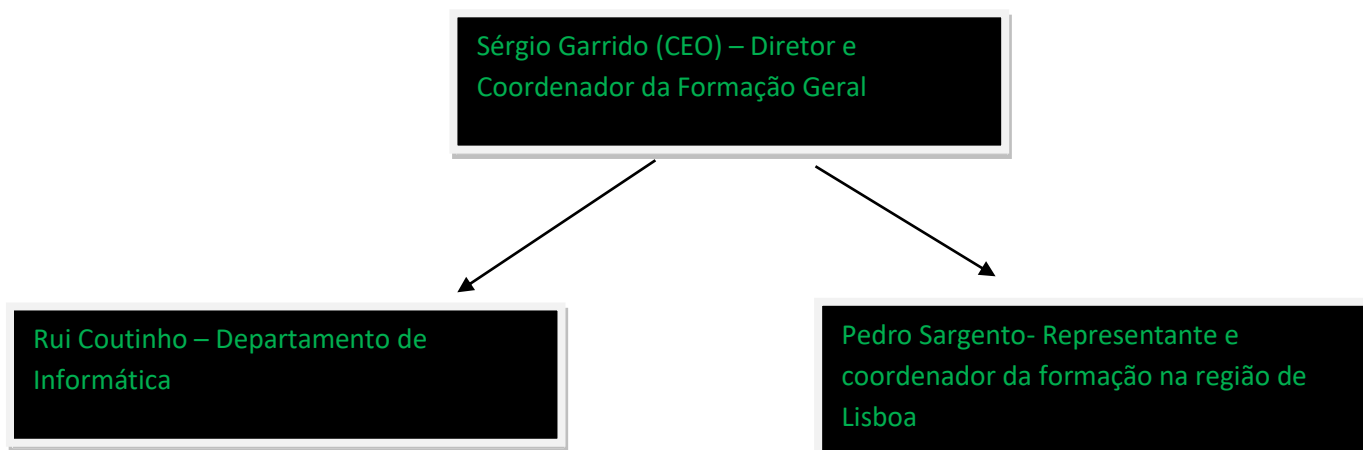 Sérgio Garrido (CEO) – Diretor e
Coordenador da Formação Geral
Rui Coutinho – Departamento de
Informática
Pedro Sargento- Representante e
coordenador da formação na região de
Lisboa